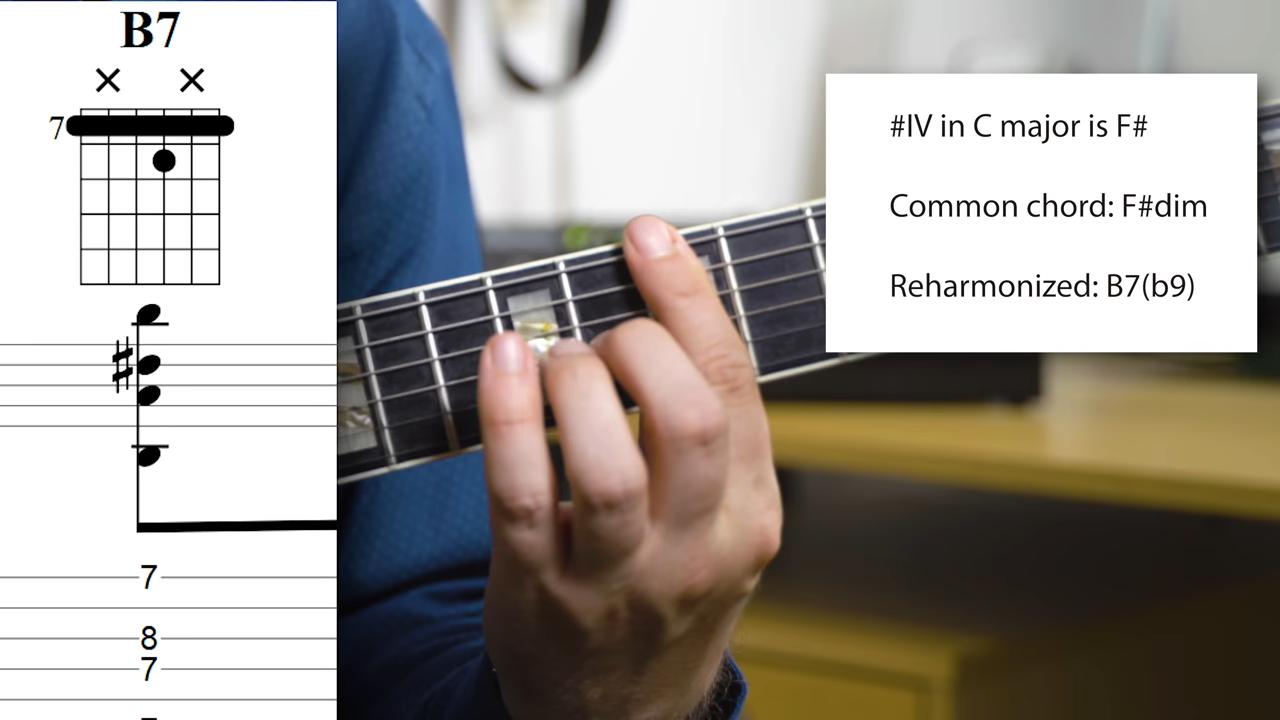 B7
× ×
7
#IV in C major is F#
Common chord: F#dim
Reharmonized: B7(b9)
7
8
7